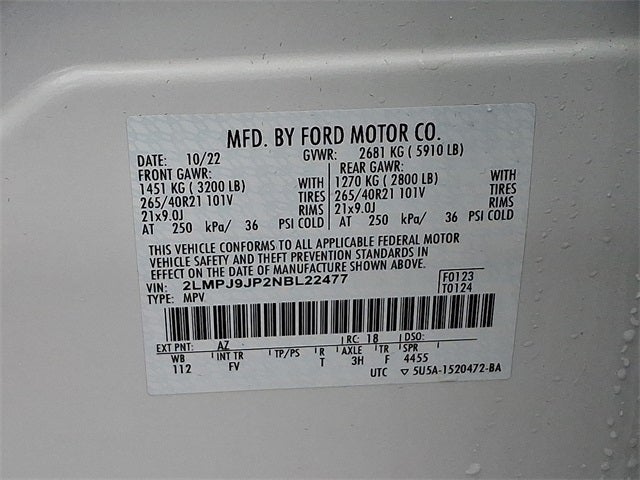 MFD. BY FORD MOTOR CO.
DATE: 10/22 GVWR: 2681 KG ( 5910 LB)
FRONT GAWR: REAR GAWR:
1451 KG ( 3200 LB) WITH 1270 KG ( 2800 LB) WITH
265/40R21 101V TIRES 265/40R21 101V TIRES
21x9.0J RIMS 21x9.0J RIMS
AT 250 kPa/ 36 PSI COLD AT 250 kPa/ 36 PSI COLD
THIS VEHICLE CONFORMS TO ALL APPLICABLE FEDERAL MOTOR
VEHICLE SAFETY AND THEFT PREVENTION STANDARDS IN
EFFECT ON THE DATE OF MANUFACTURE SHOWN ABOVE.
VIN: 2LMPJ9JP2NBL22477 F0123
TYPE: MPV T0124
EXT PNT: AZ RC: 18 DSO:
WB INT TR TP/PS R AXLE TR SPR
112 FV T 3H F 4455
UTC ▽ 5U5A-1520472-BA